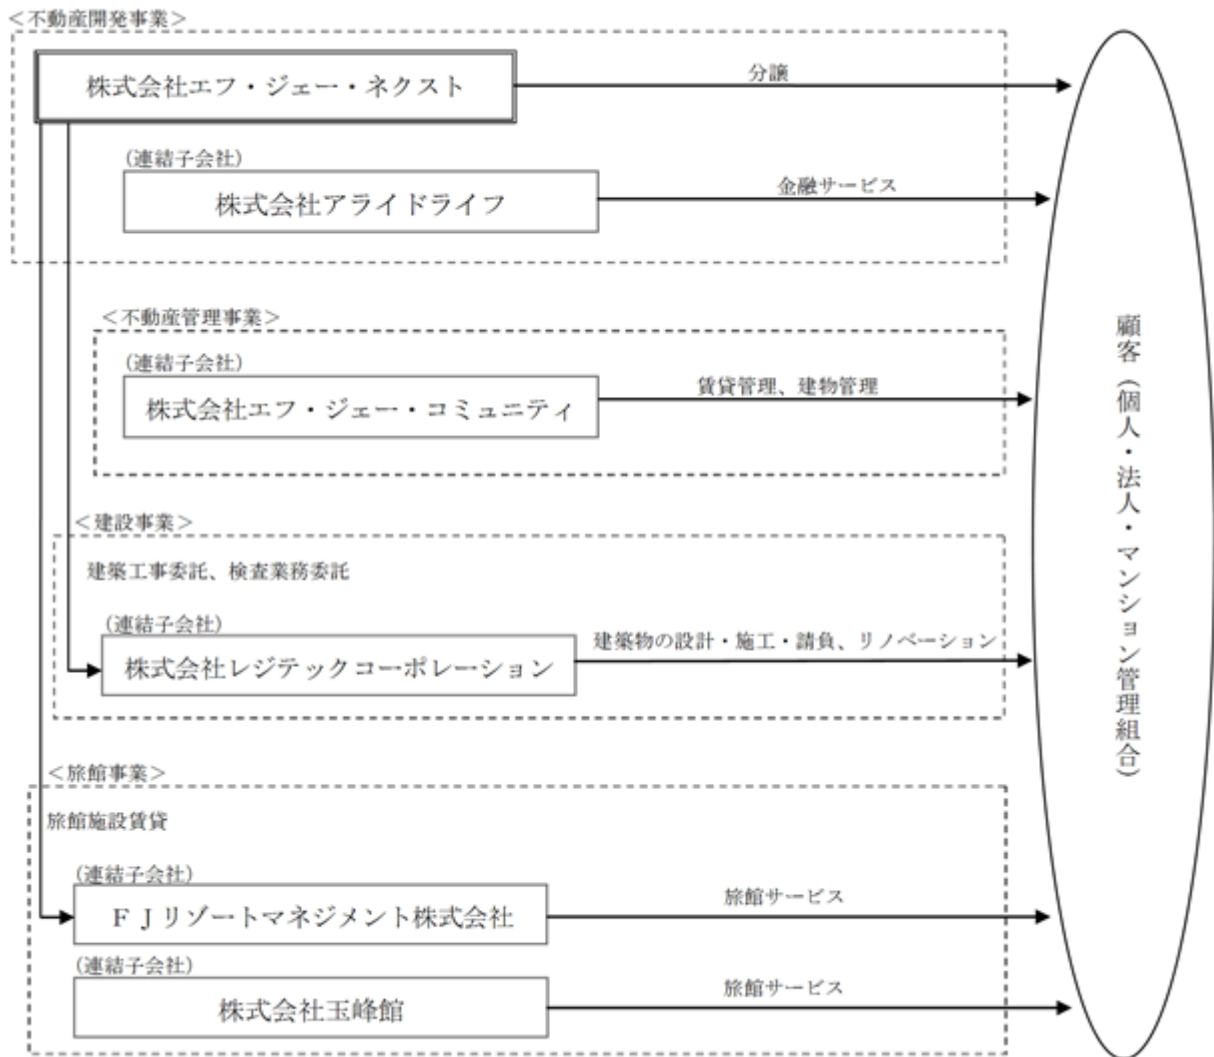 ＜不動産開発事業＞
株式会社エフ・ジェー・ネクスト
分譲
(連結子会社)
株式会社アライドライフ
金融サービス
＜不動産管理事業＞
(連結子会社)
株式会社エフ・ジェー・コミュニティ
賃貸管理、建物管理
＜建設事業＞
建築工事委託、検査業務委託
(連結子会社)
株式会社レジテックコーポレーション
建築物の設計・施工・請負、リノベーション
＜旅館事業＞
旅館施設賃貸
(連結子会社)
ＦＪリゾートマネジメント株式会社
旅館サービス
(連結子会社)
株式会社玉峰館
旅館サービス
顧客（個人・法人・マンション管理組合）